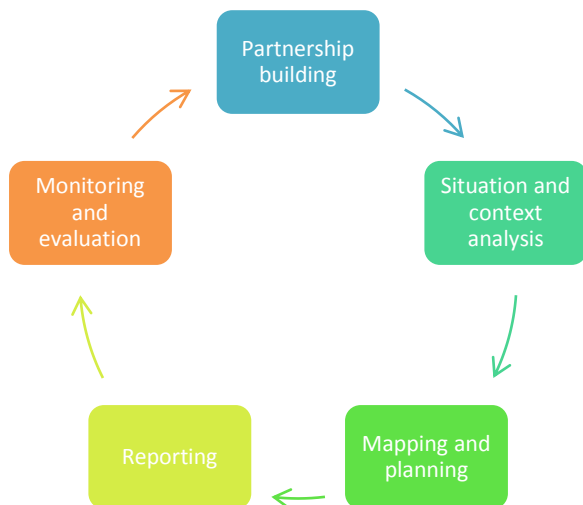 Partnership
building
Situation and
context
analysis
Mapping and
planning
Reporting
Monitoring
and
evaluation